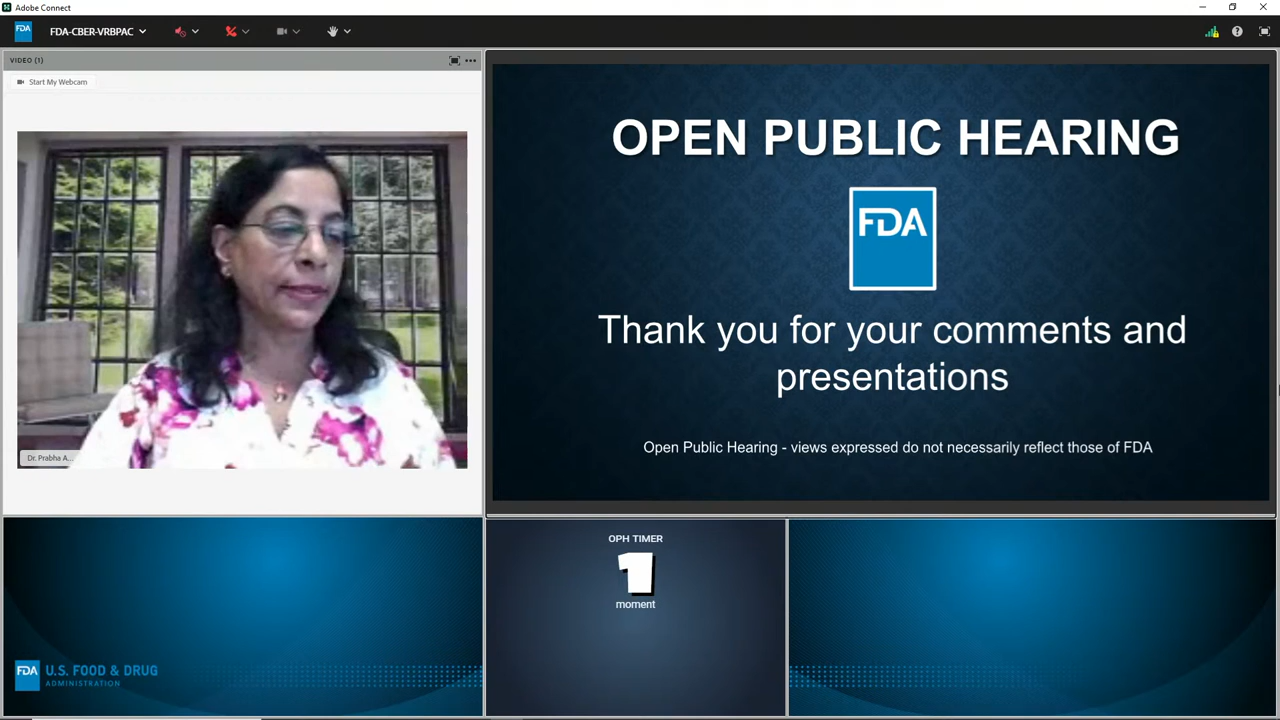 Adobe Connect
FDA
FDA-CBER-VRBPAC
VIDEO (1)
Start My Webcam
Dr. Prabha A...
OPEN PUBLIC HEARING
FDA
Thank you for your comments and
presentations
Open Public Hearing - views expressed do not necessarily reflect those of FDA
OPH TIMER
1
moment
FDA
U.S. FOOD & DRUG
ADMINISTRATION